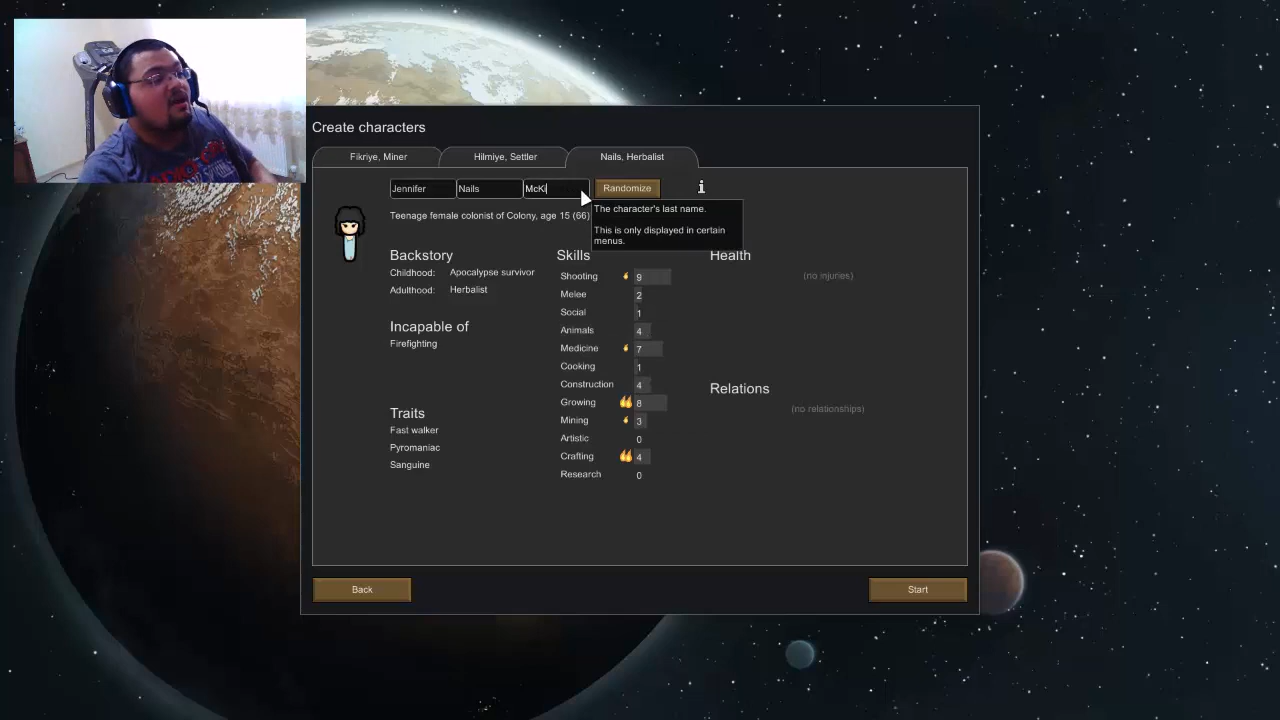 Create characters
Fikriye, Miner
Hilmiye, Settler
Nails, Herbalist
Jennifer
Nails
McKi
Randomize
Teenage female colonist of Colony, age 15 (66)
The character's last name.
This is only displayed in certain
menus.
Backstory
Childhood: Apocalypse survivor
Adulthood: Herbalist
Incapable of
Firefighting
Traits
Fast walker
Pyromaniac
Sanguine
Skills
Shooting 9
Melee 2
Social 1
Animals 4
Medicine 7
Cooking 1
Construction 4
Growing 8
Mining 3
Artistic 0
Crafting 4
Research 0
Health
(no injuries)
Relations
(no relationships)
Back
Start